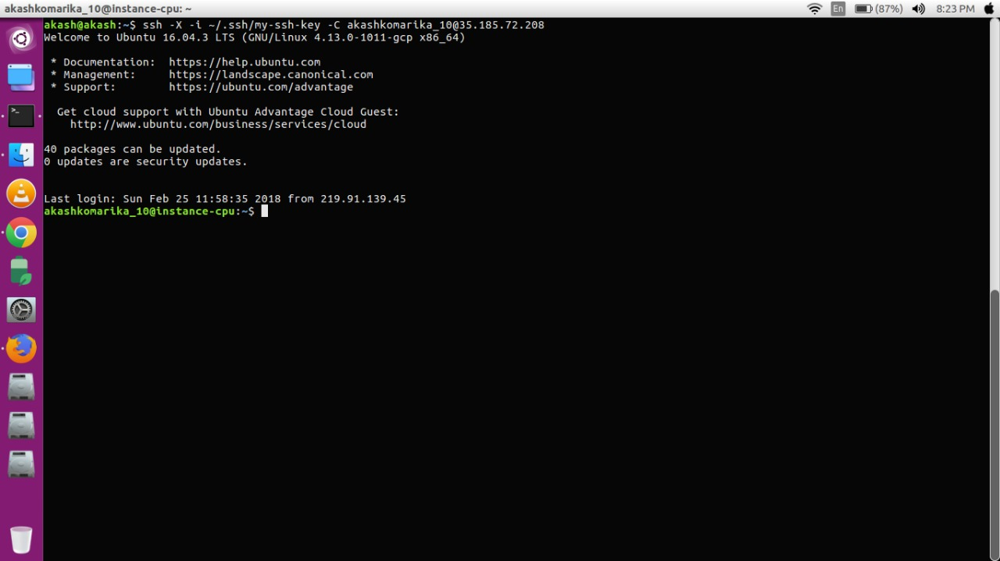 akashkomarika_10@instance-cpu: ~
En
(87%)
8:23 PM
akash@akash:~$ ssh -X -i ~/.ssh/my-ssh-key -C akashkomarika_10@35.185.72.208
Welcome to Ubuntu 16.04.3 LTS (GNU/Linux 4.13.0-1011-gcp x86_64)
* Documentation:  https://help.ubuntu.com
* Management:     https://landscape.canonical.com
* Support:        https://ubuntu.com/advantage
Get cloud support with Ubuntu Advantage Cloud Guest:
http://www.ubuntu.com/business/services/cloud
40 packages can be updated.
0 updates are security updates.
Last login: Sun Feb 25 11:58:35 2018 from 219.91.139.45
akashkomarika_10@instance-cpu:~$